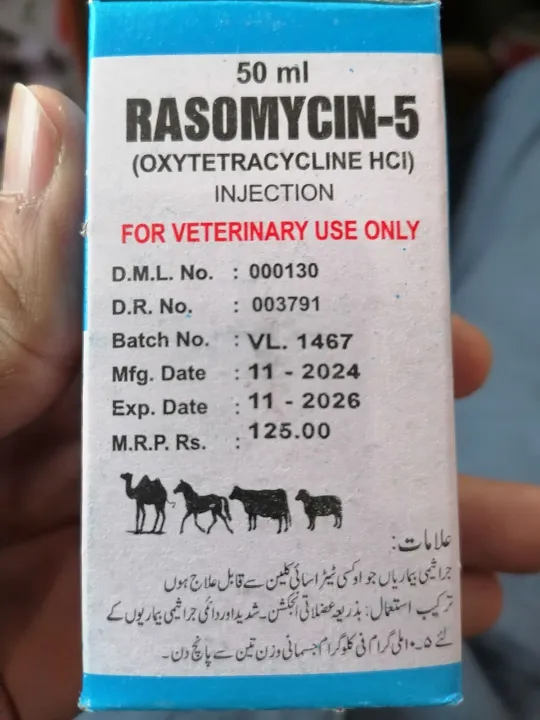 50 ml
RASOMYCIN-5
(OXYTETRACYCLINE HCl)
INJECTION
FOR VETERINARY USE ONLY
D.M.L. No. : 000130
D.R. No. : 003791
Batch No. : VL. 1467
Mfg. Date : 11 - 2024
Exp. Date : 11 - 2026
M.R.P. Rs. : 125.00
علامات:
جراثیمی بیماریاں جو اوکسی ٹیٹراسائی کلین سے قابل علاج ہوں
ترکیب استعمال: بذریعہ عضلاتی انجکشن۔ شدید اور دائمی جراثیمی بیماریوں کے
لئے ۵-۱۰ ملی گرام فی کلوگرام جسمانی وزن تین سے پانچ دن۔